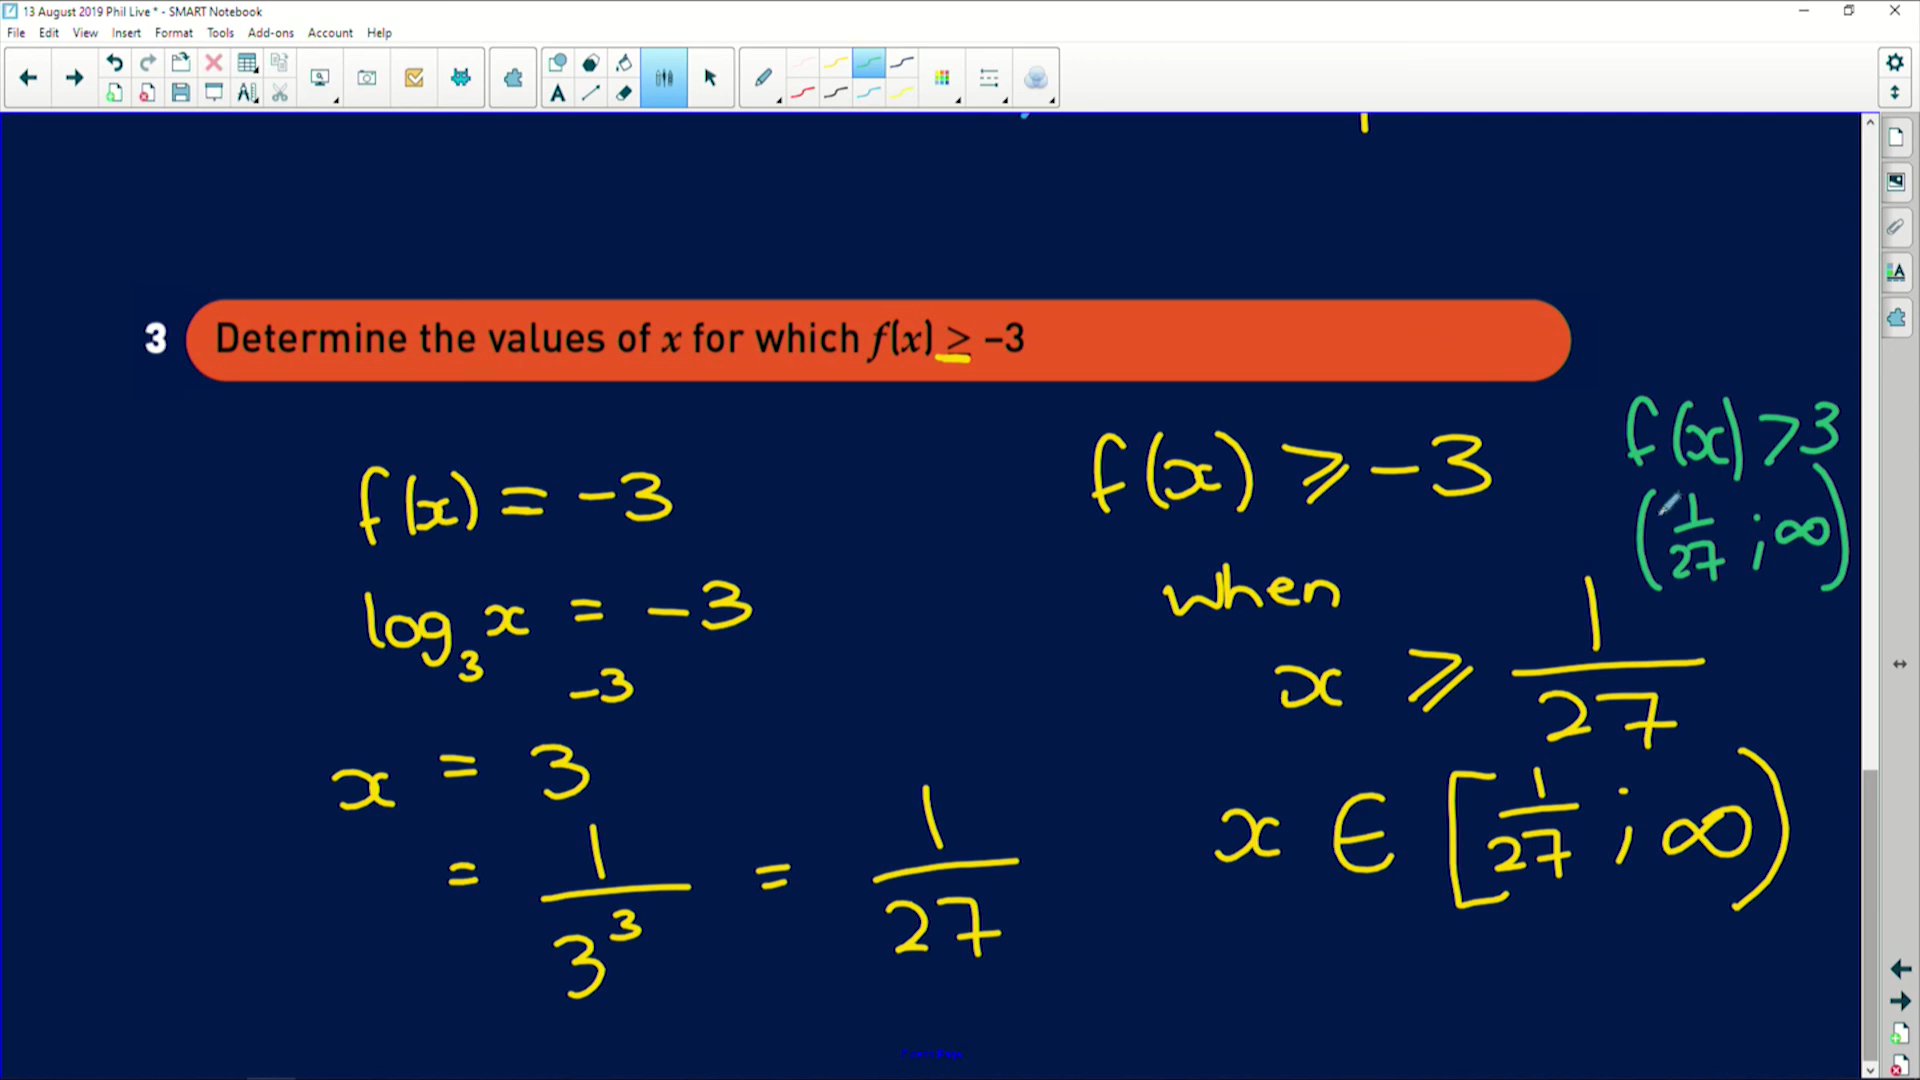 13 August 2019 Phil Live * - SMART Notebook
File Edit View Insert Format Tools Add-ons Account Help
3 Determine the values of x for which f(x) ≥ −3
f(x) = -3
log₃ x = -3
x = 3⁻³
= 1/3³ = 1/27
f(x) ≥ -3
when
x ≥ 1/27
x ∈ [1/27 ; ∞)
f(x) > 3
(1/27 ; ∞)